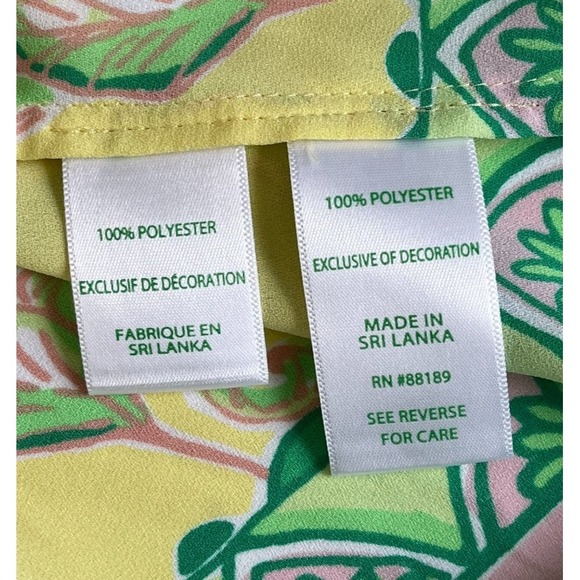 100% POLYESTER
EXCLUSIF DE DÉCORATION
FABRIQUE EN
SRI LANKA
100% POLYESTER
EXCLUSIVE OF DECORATION
MADE IN
SRI LANKA
RN #88189
SEE REVERSE
FOR CARE